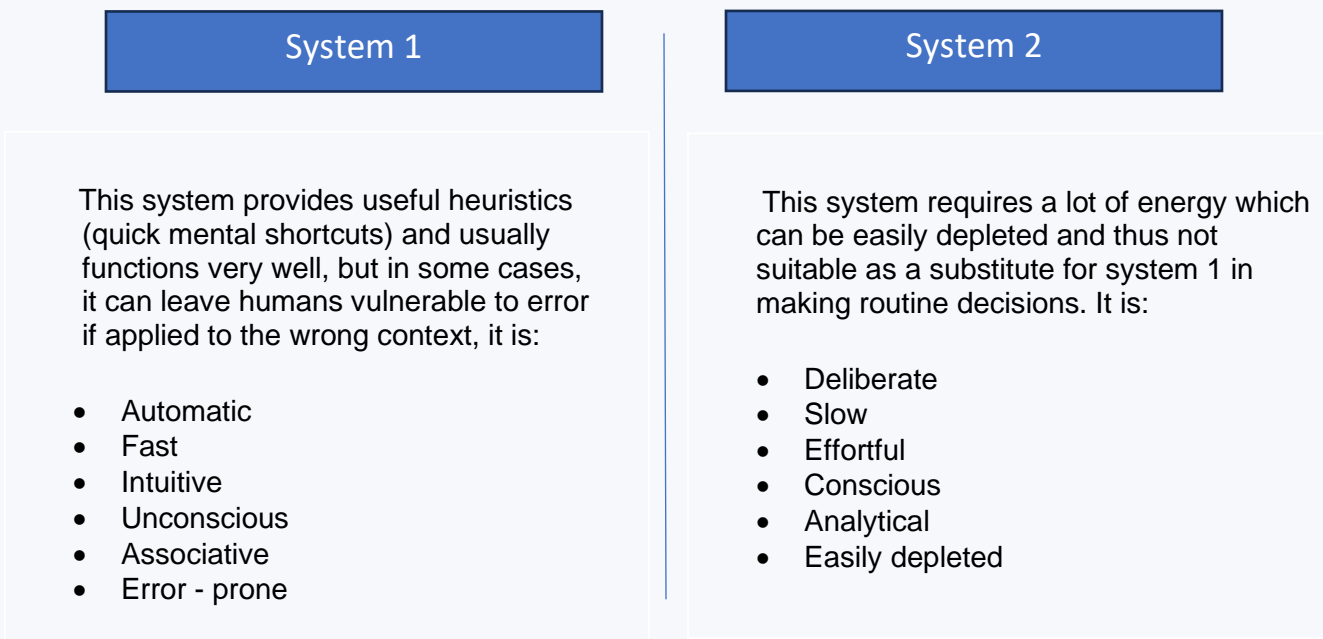 System 1
This system provides useful heuristics
(quick mental shortcuts) and usually
functions very well, but in some cases,
it can leave humans vulnerable to error
if applied to the wrong context, it is:
• Automatic
• Fast
• Intuitive
• Unconscious
• Associative
• Error - prone
System 2
This system requires a lot of energy which
can be easily depleted and thus not
suitable as a substitute for system 1 in
making routine decisions. It is:
• Deliberate
• Slow
• Effortful
• Conscious
• Analytical
• Easily depleted